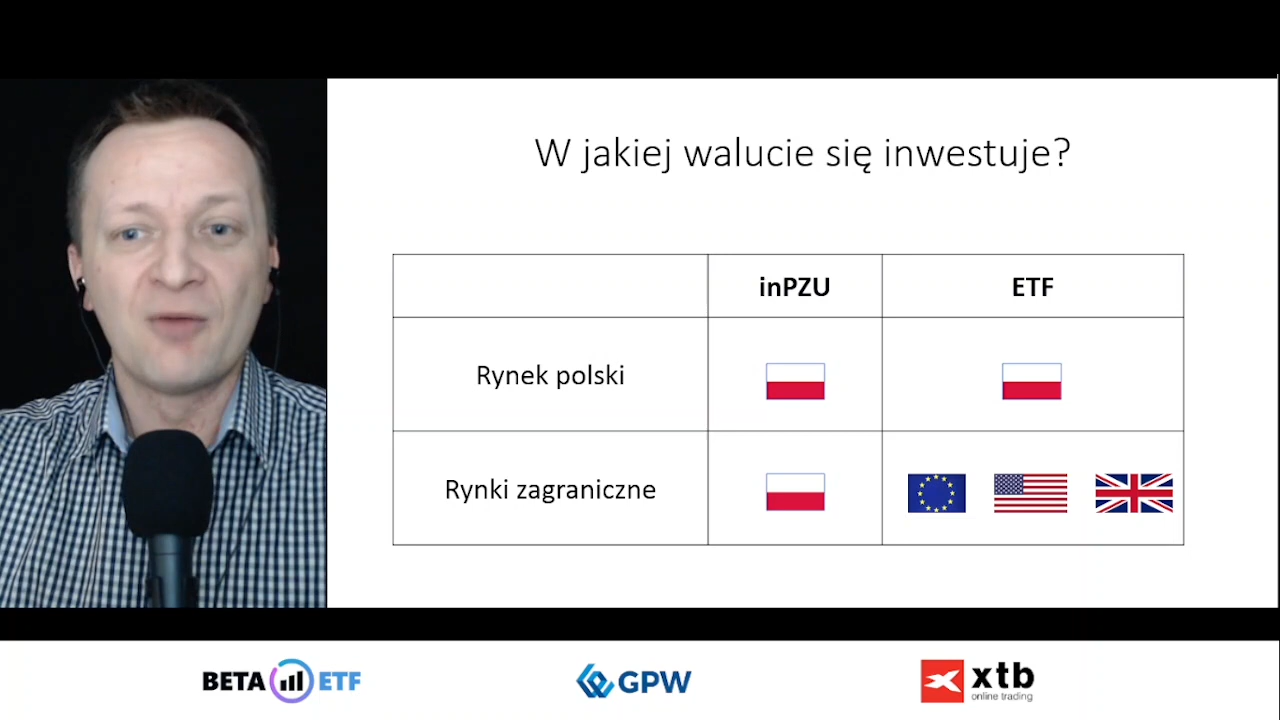 W jakiej walucie się inwestuje?
inPZU ETF
Rynek polski
Rynki zagraniczne
BETA ETF
GPW
xtb
online trading